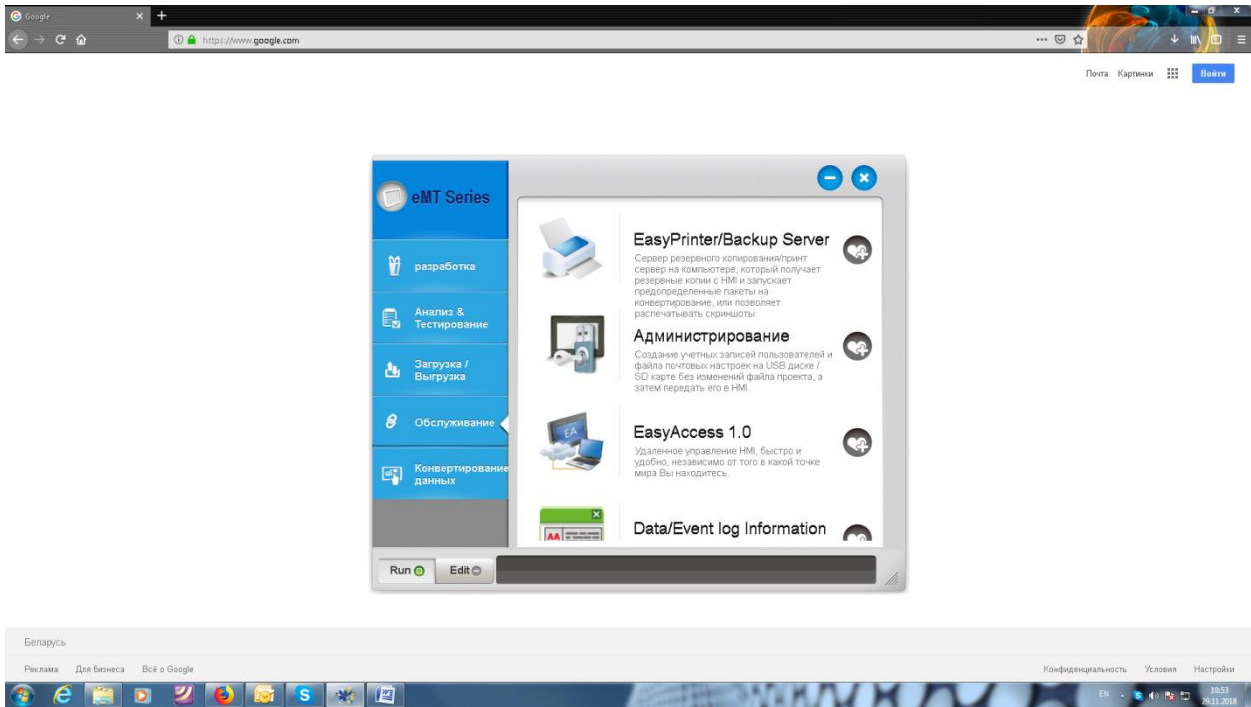 Google
https://www.google.com
Почта Картинки Войти
eMT Series
разработка
Анализ &
Тестирование
Загрузка /
Выгрузка
Обслуживание
Конвертирование
данных
EasyPrinter/Backup Server
Сервер резервного копирования/принт
сервер на компьютере, который получает
резервные копии с HMI и запускает
предопределенные пакеты на
конвертирование, или позволяет
распечатывать скриншоты
Администрирование
Создание учетных записей пользователей и
файла почтовых настроек на USB диске /
SD карте без изменений файла проекта, а
затем передать его в HMI.
EA
EasyAccess 1.0
Удаленное управление HMI, быстро и
удобно, независимо от того в какой точке
мира Вы находитесь.
AA
Data/Event log Information
Run Edit
Беларусь
Реклама Для бизнеса Всё о Google
Конфиденциальность Условия Настройки
EN
10:53
29.11.2018